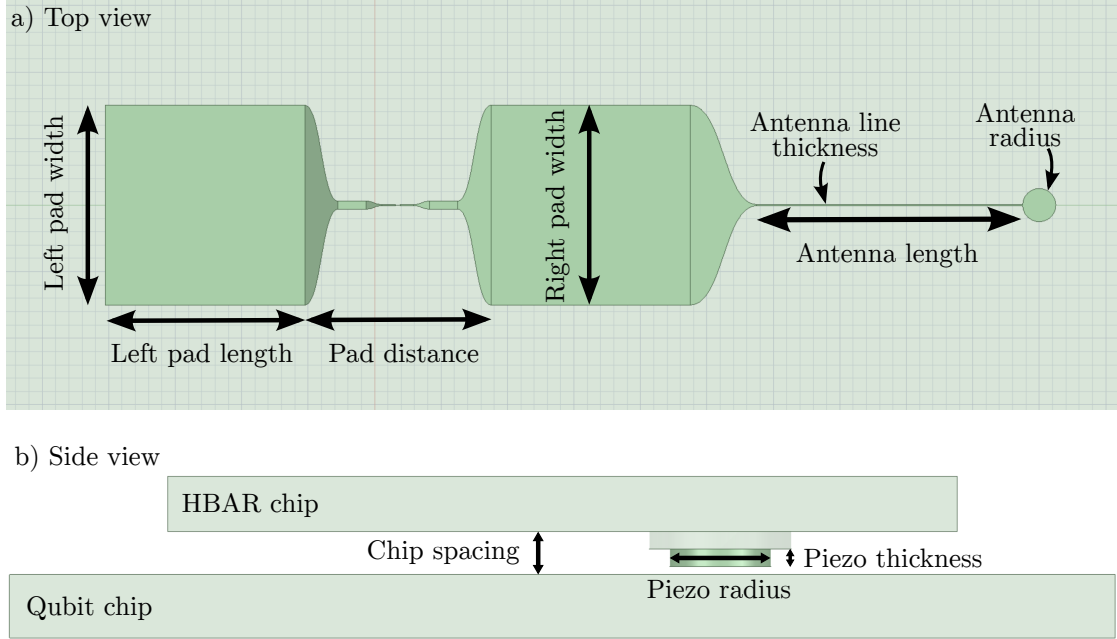 a) Top view
Left pad width
Right pad width
Antenna line
thickness
Antenna
radius
Antenna length
Left pad length
Pad distance
b) Side view
HBAR chip
Chip spacing
Piezo thickness
Piezo radius
Qubit chip